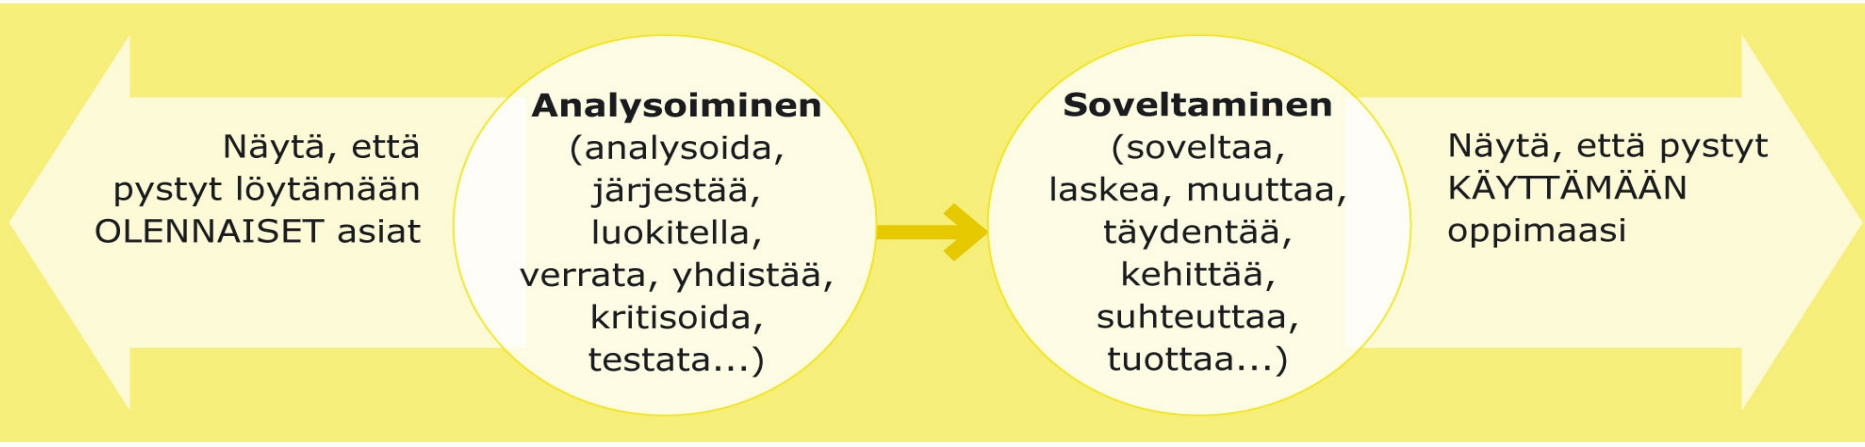 Näytä, että
pystyt löytämään
OLENNAISET asiat
Analysoiminen
(analysoida,
järjestää,
luokitella,
verrata, yhdistää,
kritisoida,
testata...)
Soveltaminen
(soveltaa,
laskea, muuttaa,
täydentää,
kehittää,
suhteuttaa,
tuottaa...)
Näytä, että pystyt
KÄYTTÄMÄÄN
oppimaasi